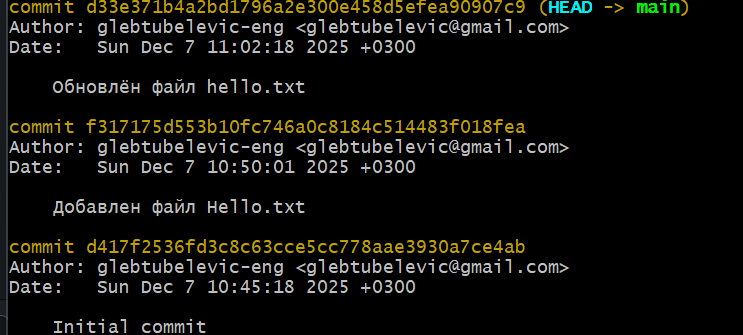 commit d33e371b4a2bd1796a2e300e458d5efea90907c9 (HEAD -> main)
Author: glebtubelevic-eng <glebtubelevic@gmail.com>
Date:   Sun Dec 7 11:02:18 2025 +0300
Обновлён файл hello.txt
commit f317175d553b10fc746a0c8184c514483f018fea
Author: glebtubelevic-eng <glebtubelevic@gmail.com>
Date:   Sun Dec 7 10:50:01 2025 +0300
Добавлен файл Hello.txt
commit d417f2536fd3c8c63cce5cc778aae3930a7ce4ab
Author: glebtubelevic-eng <glebtubelevic@gmail.com>
Date:   Sun Dec 7 10:45:18 2025 +0300
Initial commit